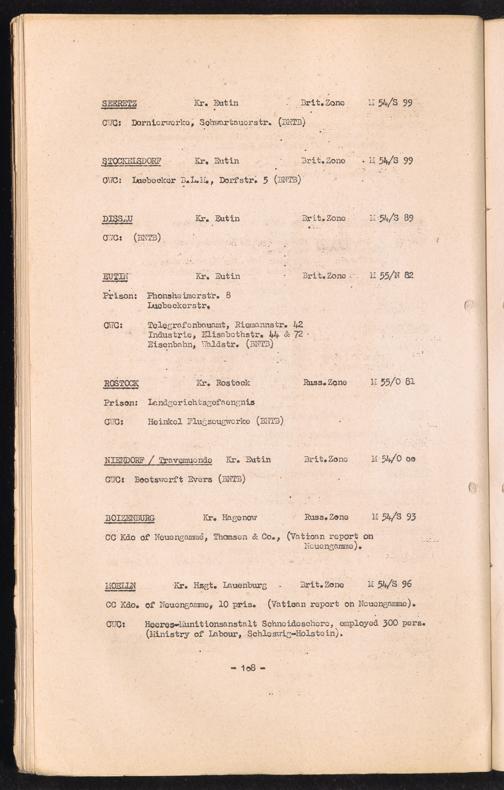 SEERETZ Kr. Eutin Brit.Zone M 54/S 99
CWC: Dornierwerke, Schwartauerstr. (BNTB)
STOCKELSDORF Kr. Eutin Brit.Zone M 54/S 99
CWC: Luebecker D.L.M., Dorfstr. 5 (BNTB)
DISSAU Kr. Eutin Brit.Zone M 54/S 89
CWC: (BNTB)
EUTIN Kr. Eutin Brit.Zone M 55/N 82
Prison: Phonsheimerstr. 8
Luebeckerstr.
CWC: Telegrafenbauamt, Riemannstr. 42
Industrie, Elisabethstr. 44 & 72
Eisenbahn, Waldstr. (BNTB)
ROSTOCK Kr. Rostock Russ.Zone M 55/O 81
Prison: Landgerichtsgefaengnis
CWC: Heinkel Flugzeugwerke (BNTB)
NIENDORF / Travemuende Kr. Eutin Brit.Zone M 54/O oo
CWC: Bootswerft Evers (BNTB)
BOIZENBURG Kr. Hagenow Russ.Zone M 54/S 93
CC Kdo of Neuengamme, Thomsen & Co., (Vatican report on
Neuengamme).
MOELLN Kr. Hzgt. Lauenburg Brit.Zone M 54/S 96
CC Kdo. of Neuengamme, 10 pris. (Vatican report on Neuengamme).
CWC: Heeres-Munitionsanstalt Schneideschere, employed 300 pers.
(Ministry of Labour, Schleswig-Holstein).
- 108 -